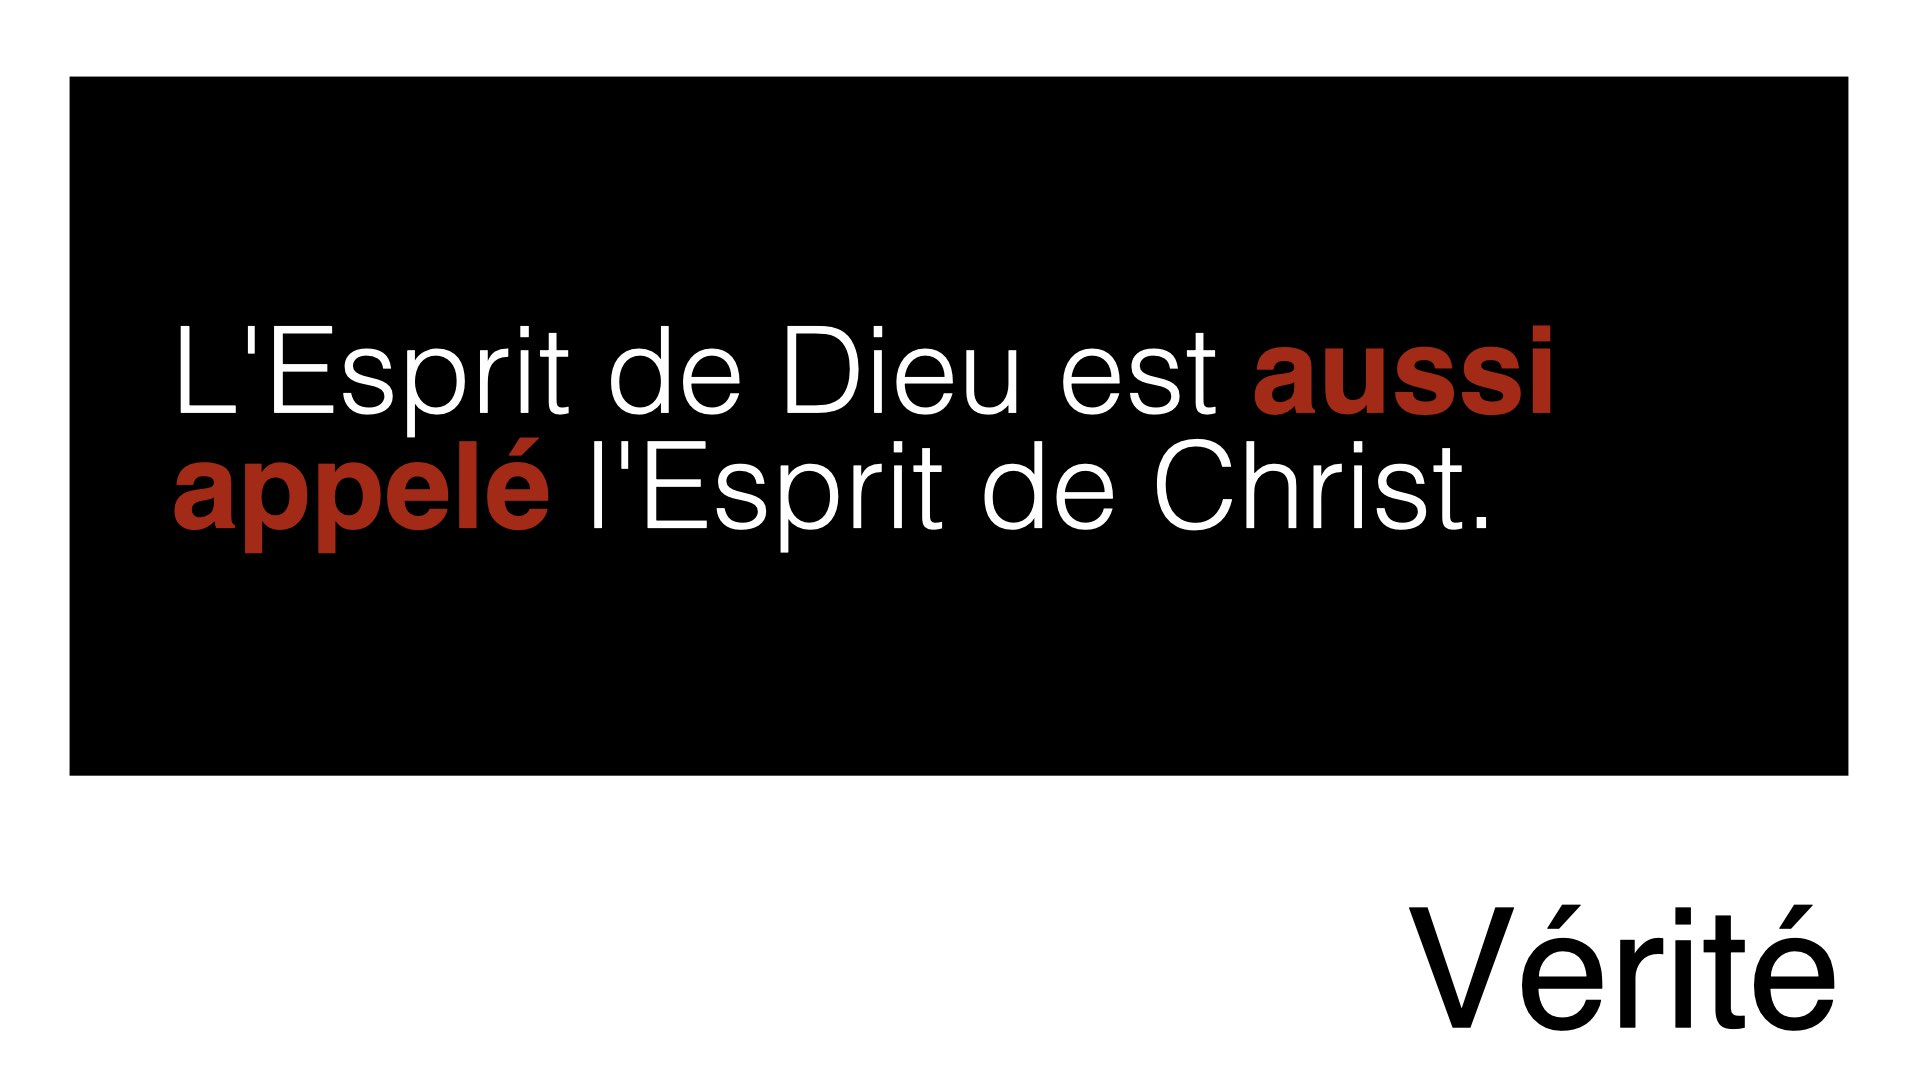 L'Esprit de Dieu est aussi
appelé l'Esprit de Christ.
Vérité